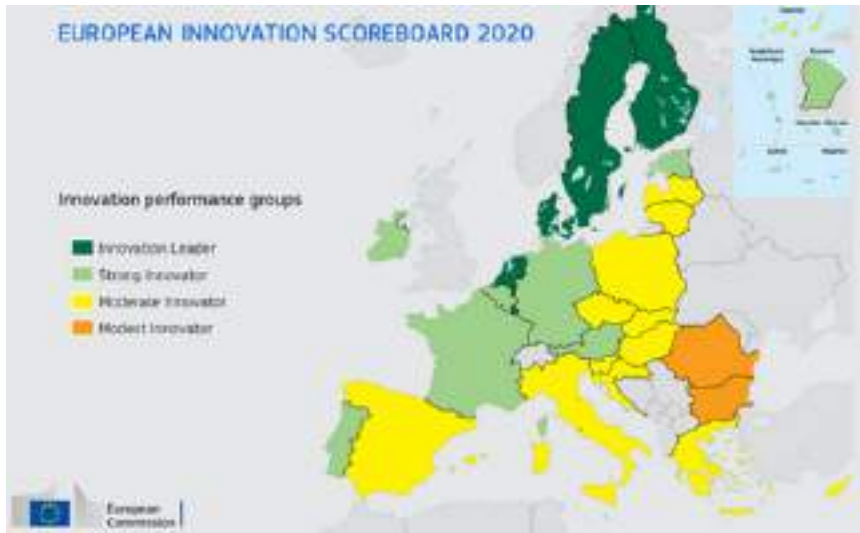 EUROPEAN INNOVATION SCOREBOARD 2020
Innovation performance groups
Innovation Leader
Strong Innovator
Moderate Innovator
Modest Innovator
European
Commission